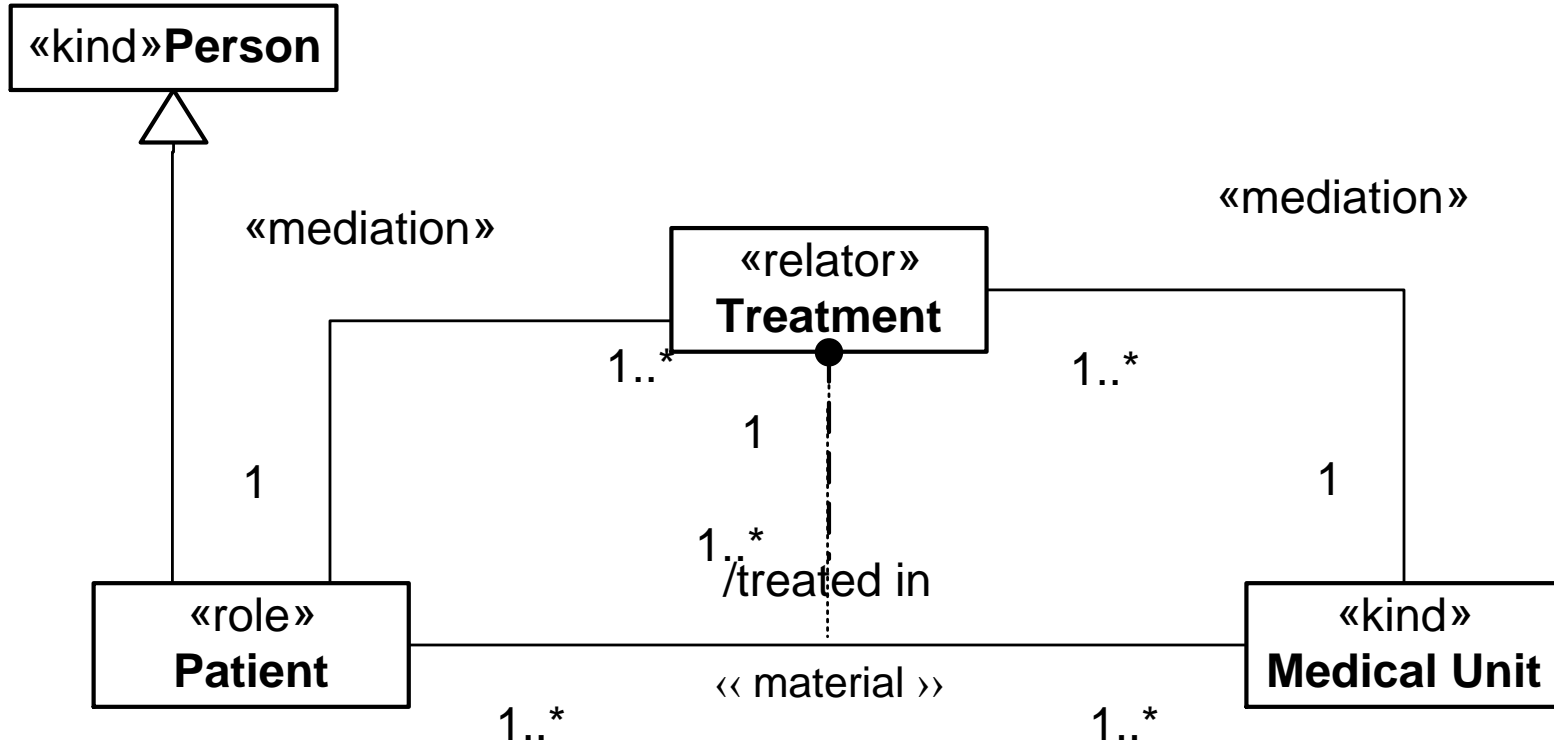 «kind»Person
«mediation»
«mediation»
«relator»
Treatment
1..*
1..*
1
1
1
1..*
/treated in
«role»
Patient
«kind»
Medical Unit
‹‹ material ››
1..*
1..*